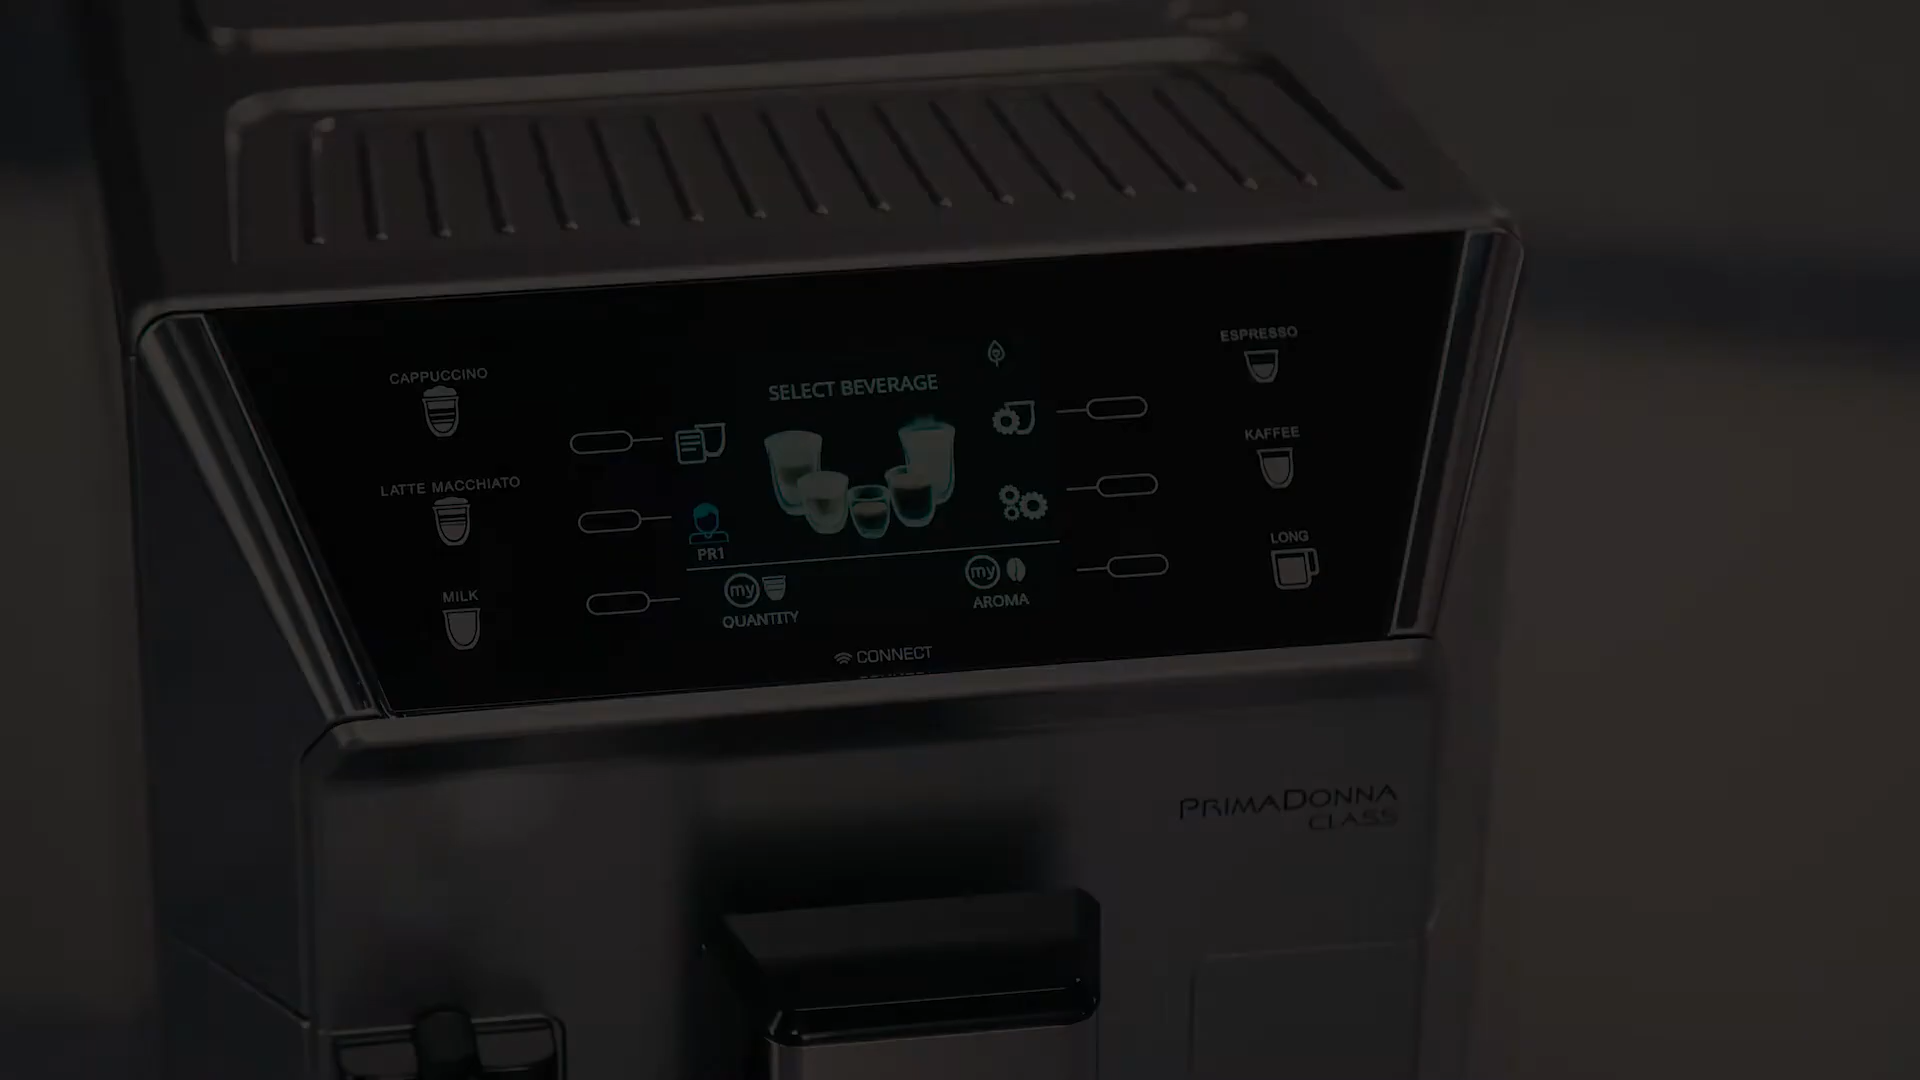 CAPPUCCINO
LATTE MACCHIATO
MILK
SELECT BEVERAGE
PR1
my
QUANTITY
my
AROMA
CONNECT
ESPRESSO
KAFFEE
LONG
PRIMADONNA
CLASS